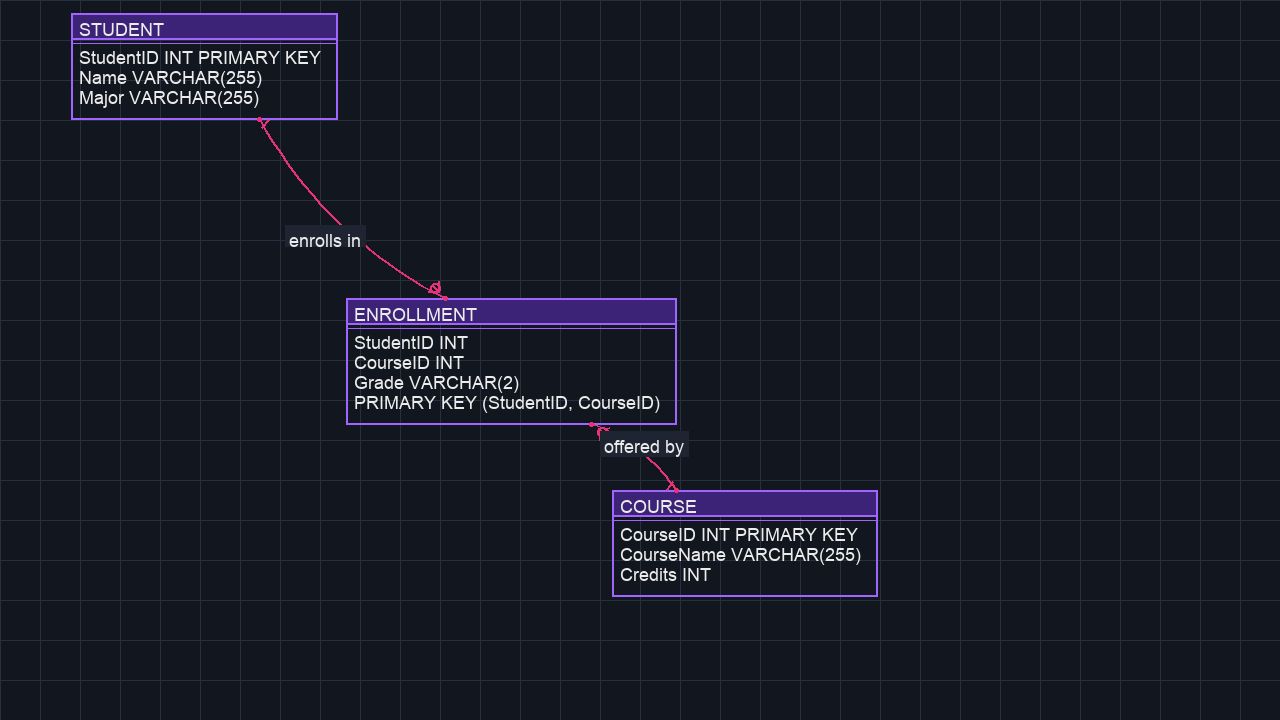 STUDENT
StudentID INT PRIMARY KEY
Name VARCHAR(255)
Major VARCHAR(255)
enrolls in
ENROLLMENT
StudentID INT
CourseID INT
Grade VARCHAR(2)
PRIMARY KEY (StudentID, CourseID)
offered by
COURSE
CourseID INT PRIMARY KEY
CourseName VARCHAR(255)
Credits INT